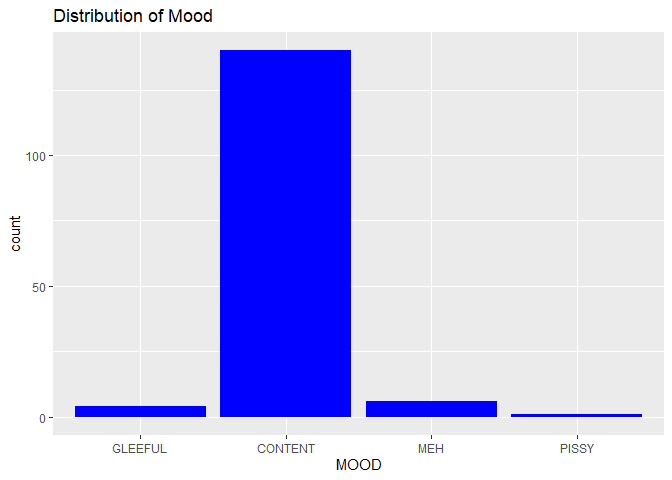 Distribution of Mood
count
100
50
0
GLEEFUL CONTENT MEH PISSY
MOOD